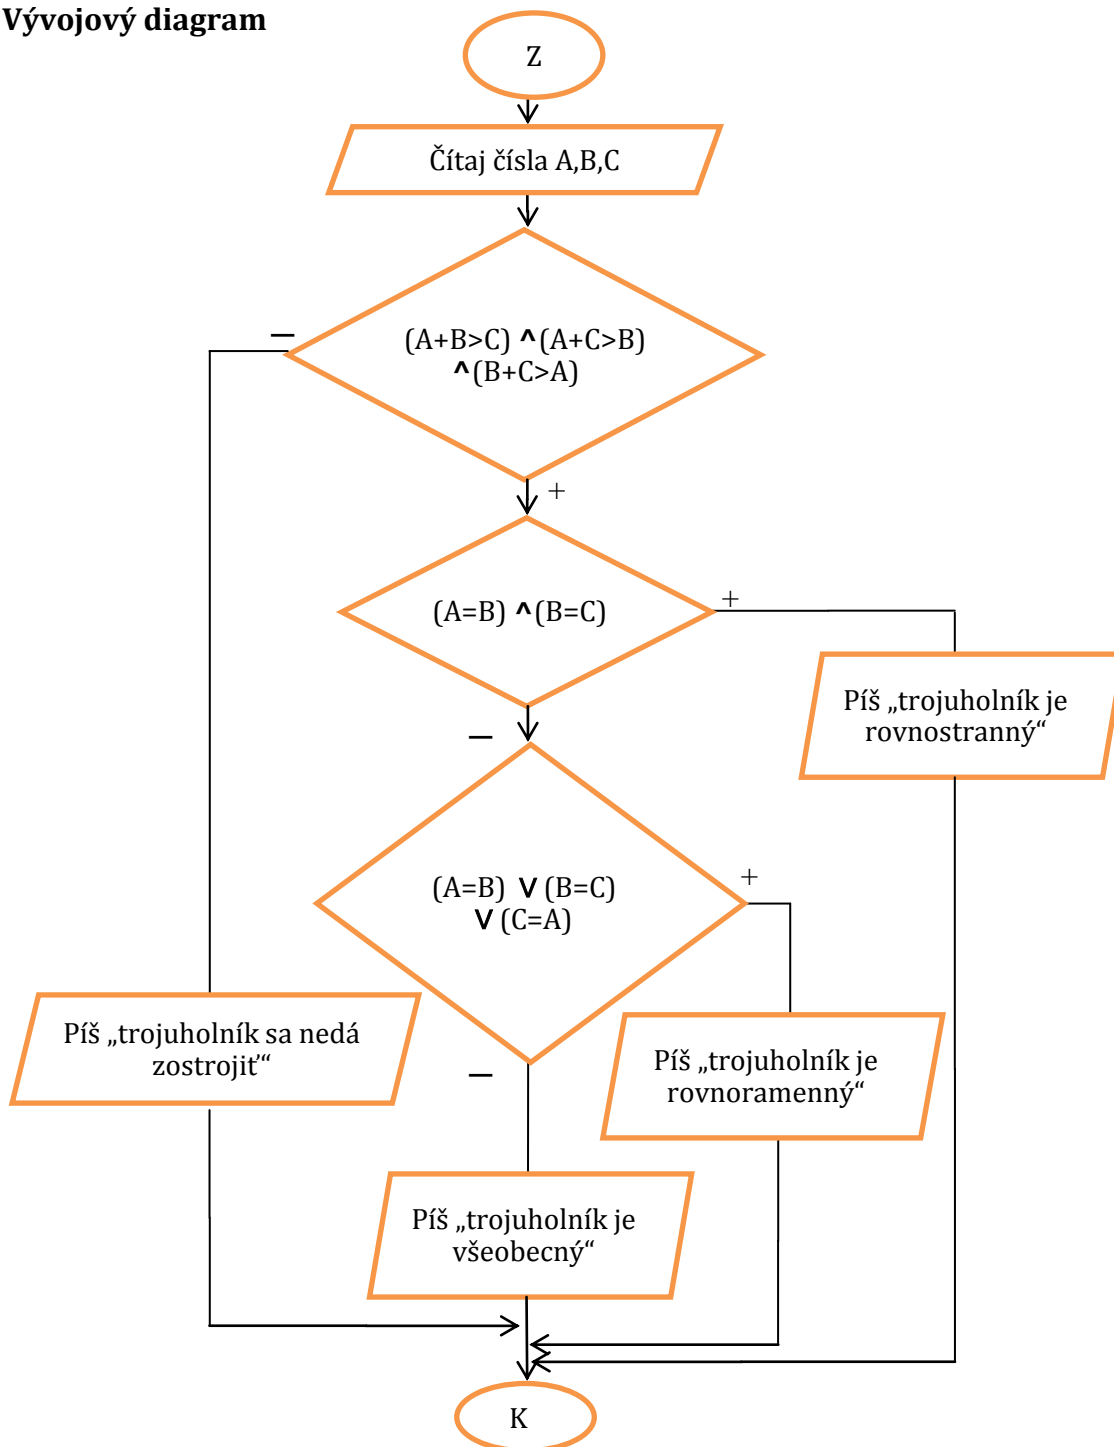 Vývojový diagram
Z
Čítaj čísla A,B,C
–
(A+B>C) ^(A+C>B)
^(B+C>A)
+
(A=B) ^(B=C)
+
Píš „trojuholník je
rovnostranný“
–
(A=B) V (B=C)
V (C=A)
+
Píš „trojuholník sa nedá
zostrojiť“
Píš „trojuholník je
rovnoramenný“
–
Píš „trojuholník je
všeobecný“
K